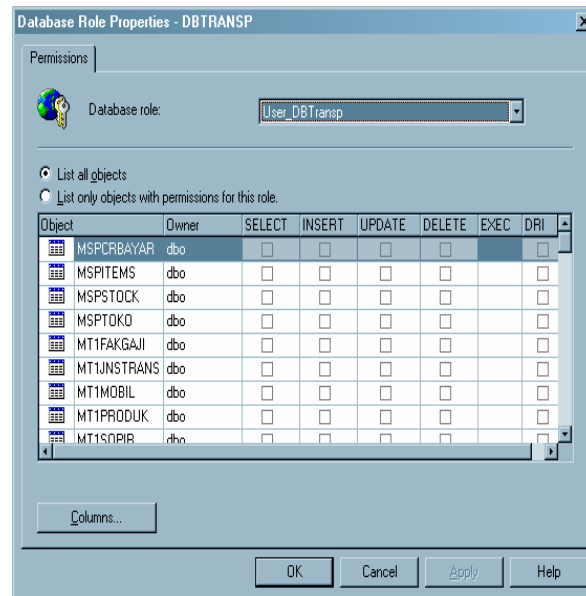 Database Role Properties - DBTRANSP
Permissions
Database role: User_DBTransp
List all objects
List only objects with permissions for this role.
Object Owner SELECT INSERT UPDATE DELETE EXEC DRI
MSPCRBAYAR dbo
MSPITEMS dbo
MSPSTOCK dbo
MSPTOKO dbo
MT1FAKGAJI dbo
MT1JNSTRANS dbo
MT1MOBIL dbo
MT1PRODUK dbo
MT1SOPIR dbo
Columns...
OK Cancel Apply Help